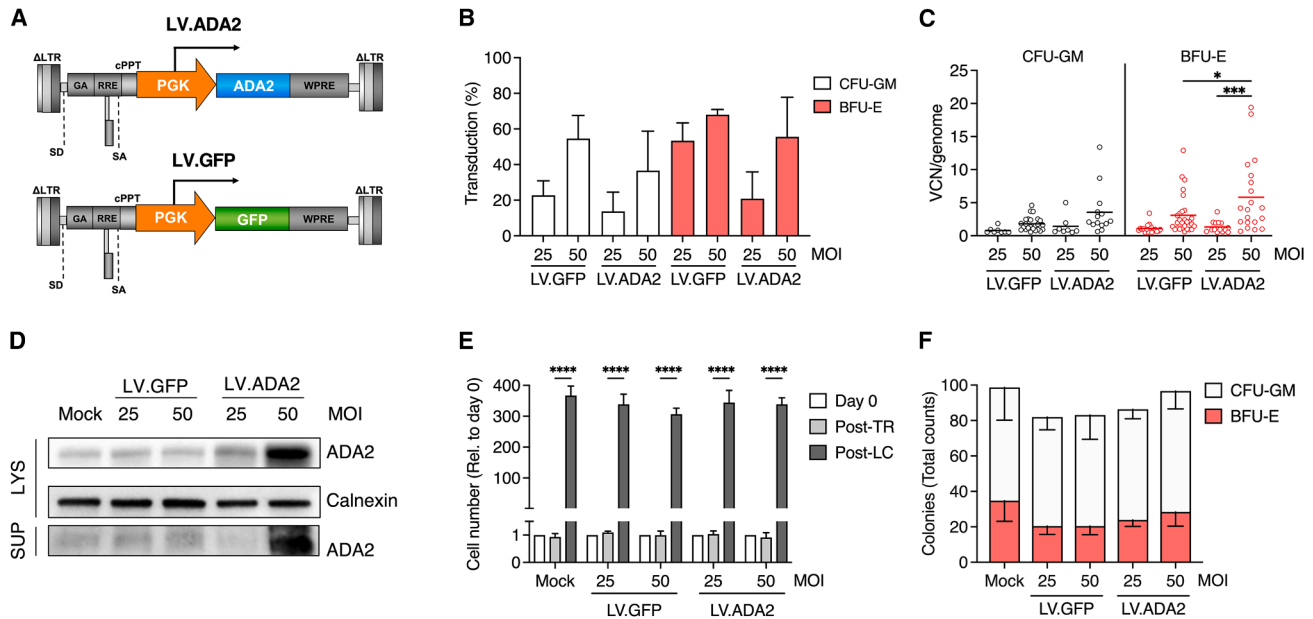 A
LV.ADA2
ΔLTR
cPPT
ΔLTR
GA
RRE
PGK
ADA2
WPRE
SD
SA
LV.GFP
ΔLTR
cPPT
ΔLTR
GA
RRE
PGK
GFP
WPRE
SD
SA
B
Transduction (%)
100
80
60
40
20
0
CFU-GM
BFU-E
25 50 25 50 25 50 25 50 MOI
LV.GFP LV.ADA2 LV.GFP LV.ADA2
C
CFU-GM BFU-E
VCN/genome
25
20
15
10
5
0
*
***
25 50 25 50 25 50 25 50 MOI
LV.GFP LV.ADA2 LV.GFP LV.ADA2
D
LV.GFP LV.ADA2
Mock 25 50 25 50 MOI
LYS
ADA2
Calnexin
SUP
ADA2
E
Cell number (Rel. to day 0)
400
300
200
100
1
0
**** **** **** **** ****
Day 0
Post-TR
Post-LC
Mock 25 50 25 50 MOI
LV.GFP LV.ADA2
F
Colonies (Total counts)
100
80
60
40
20
0
CFU-GM
BFU-E
Mock 25 50 25 50 MOI
LV.GFP LV.ADA2